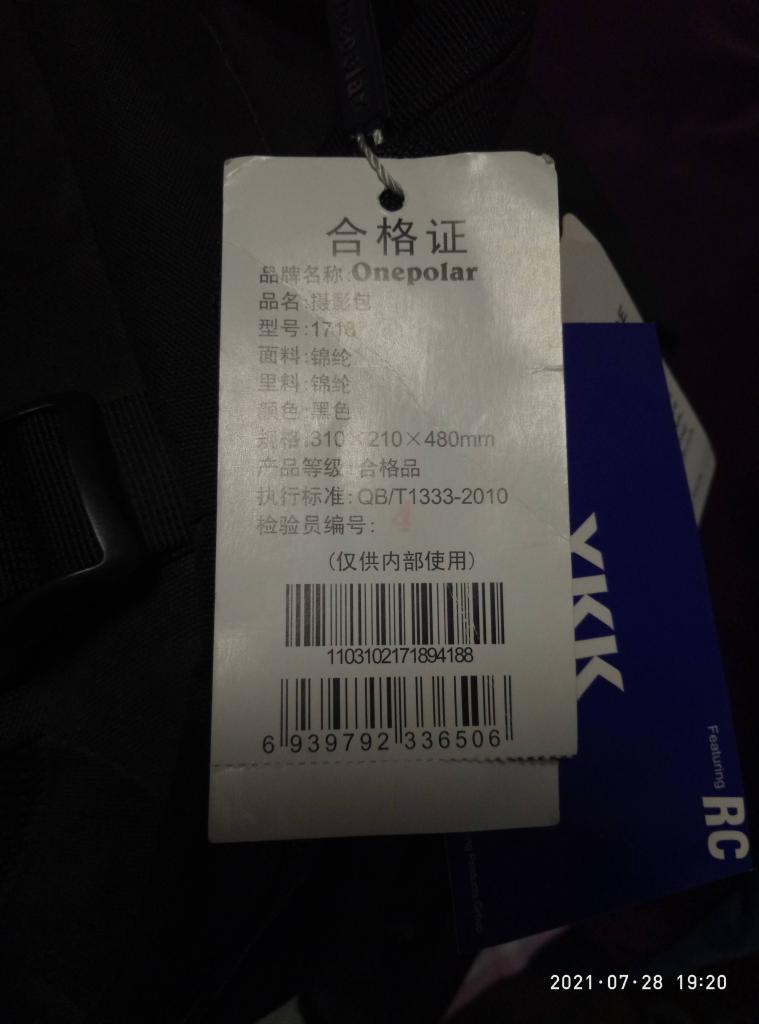 合格证
品牌名称:Onepolar
品名:摄影包
型号:1718
面料:锦纶
里料:锦纶
颜色:黑色
规格:310×210×480mm
产品等级:合格品
执行标准:QB/T1333-2010
检验员编号: 4
(仅供内部使用)
1103102171894188
6 939792 336506
YKK
Featuring
RC
2021·07·28 19:20